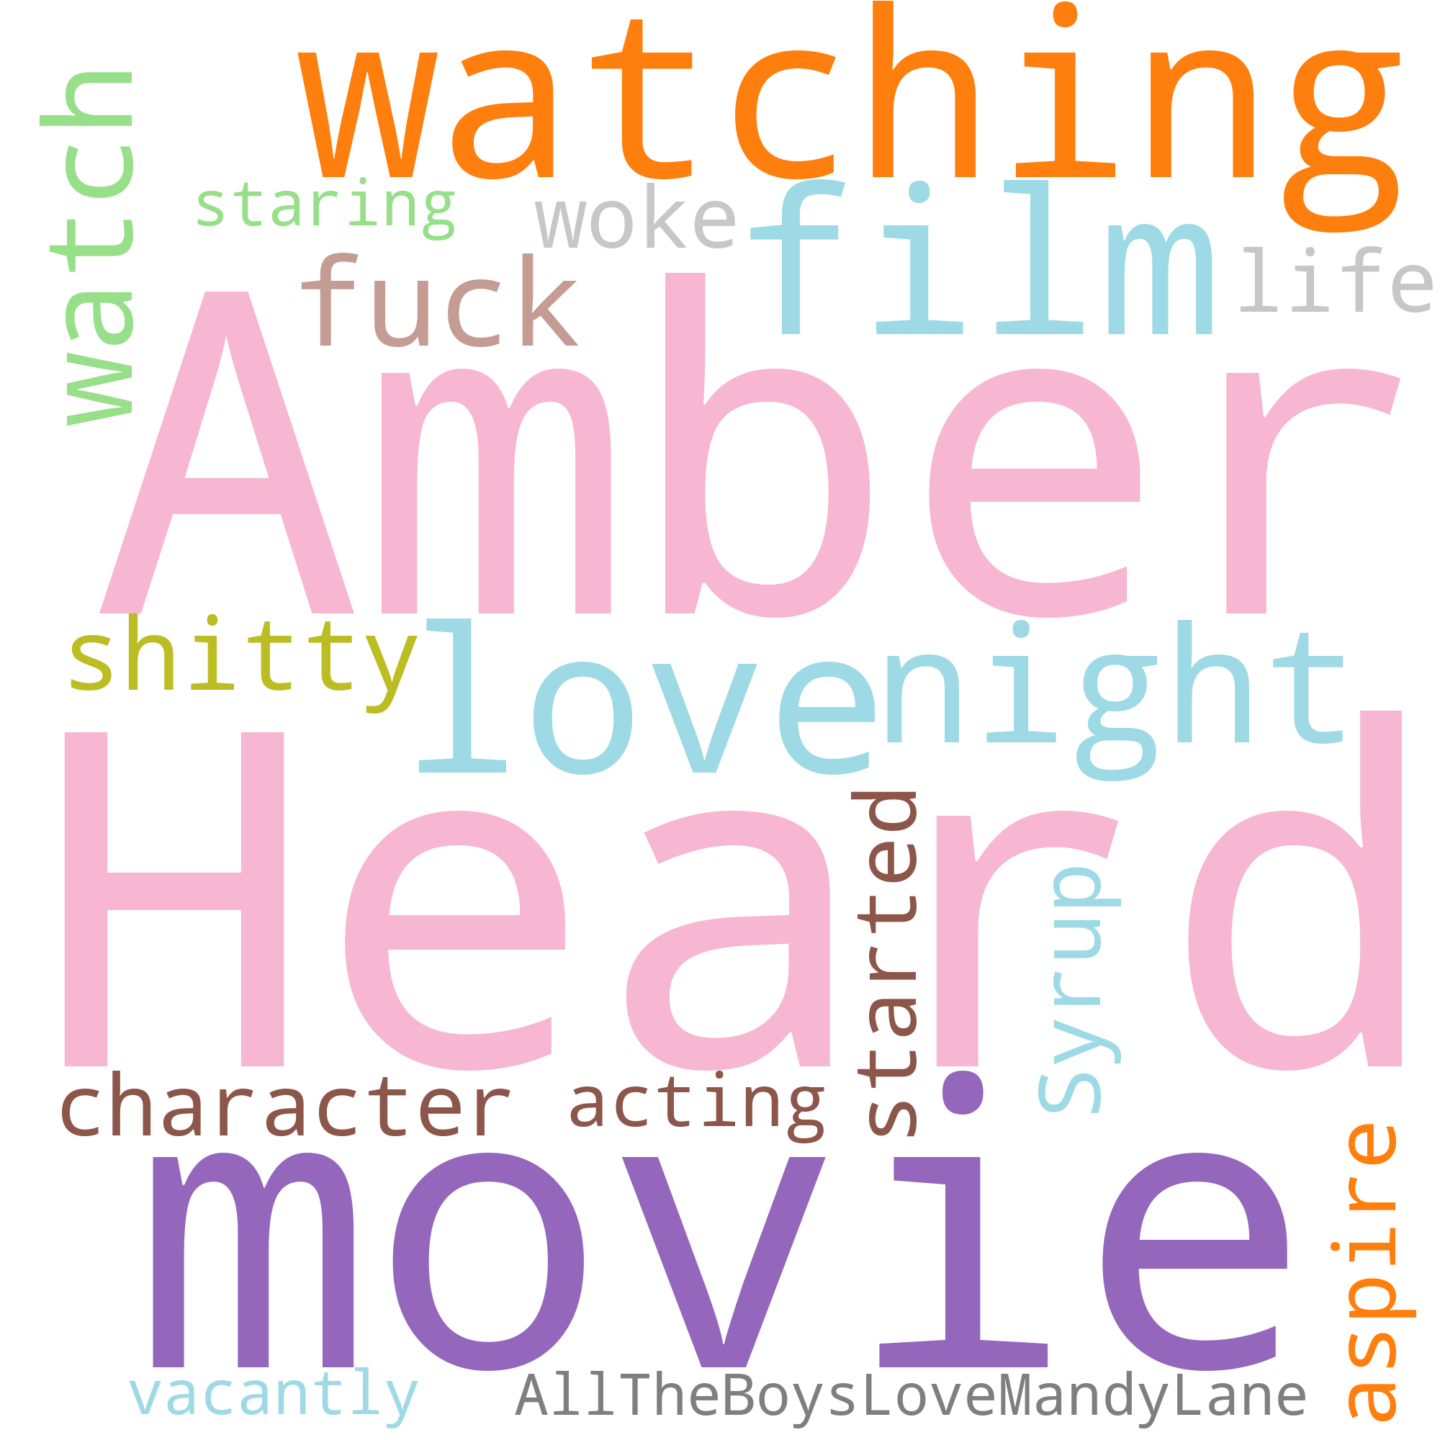 watching
watch
staring
woke
film
life
fuck
Amber
shitty
love
night
Heard
started
Syrup
character
acting
movie
aspire
vacantly
AllTheBoysLoveMandyLane